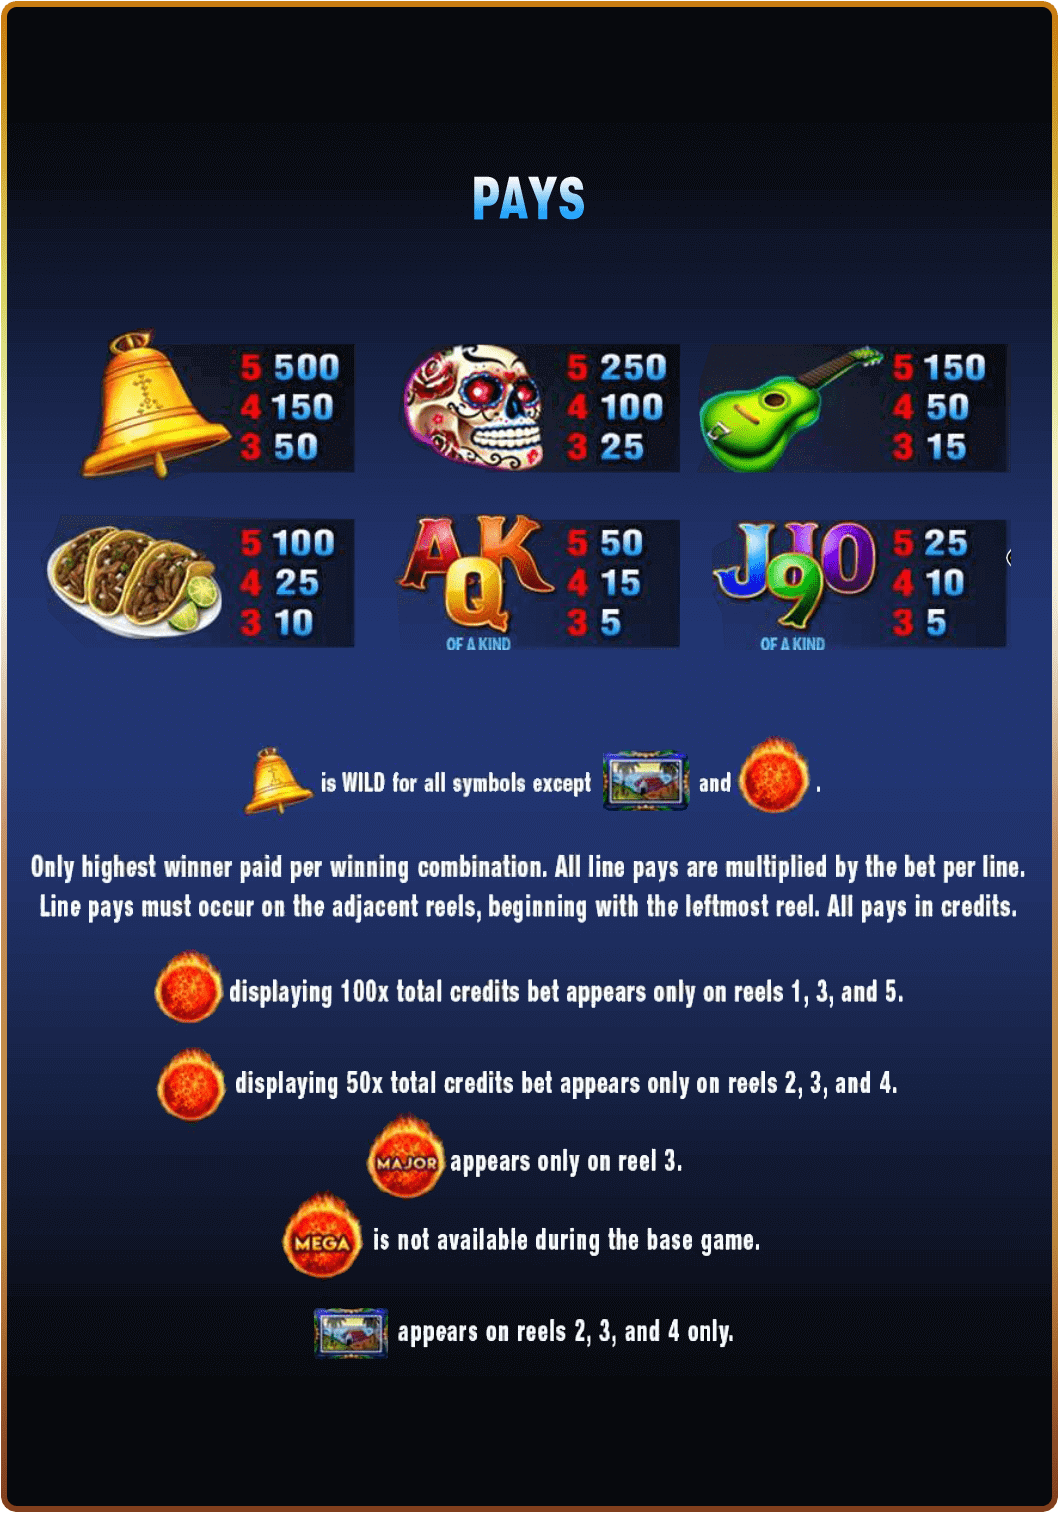 PAYS
5 500
4 150
3 50
5 250
4 100
3 25
5 150
4 50
3 15
5 100
4 25
3 10
A K
Q
OF A KIND
5 50
4 15
3 5
J 10
9
OF A KIND
5 25
4 10
3 5
is WILD for all symbols except and .
Only highest winner paid per winning combination. All line pays are multiplied by the bet per line.
Line pays must occur on the adjacent reels, beginning with the leftmost reel. All pays in credits.
displaying 100x total credits bet appears only on reels 1, 3, and 5.
displaying 50x total credits bet appears only on reels 2, 3, and 4.
MAJOR appears only on reel 3.
MEGA is not available during the base game.
appears on reels 2, 3, and 4 only.